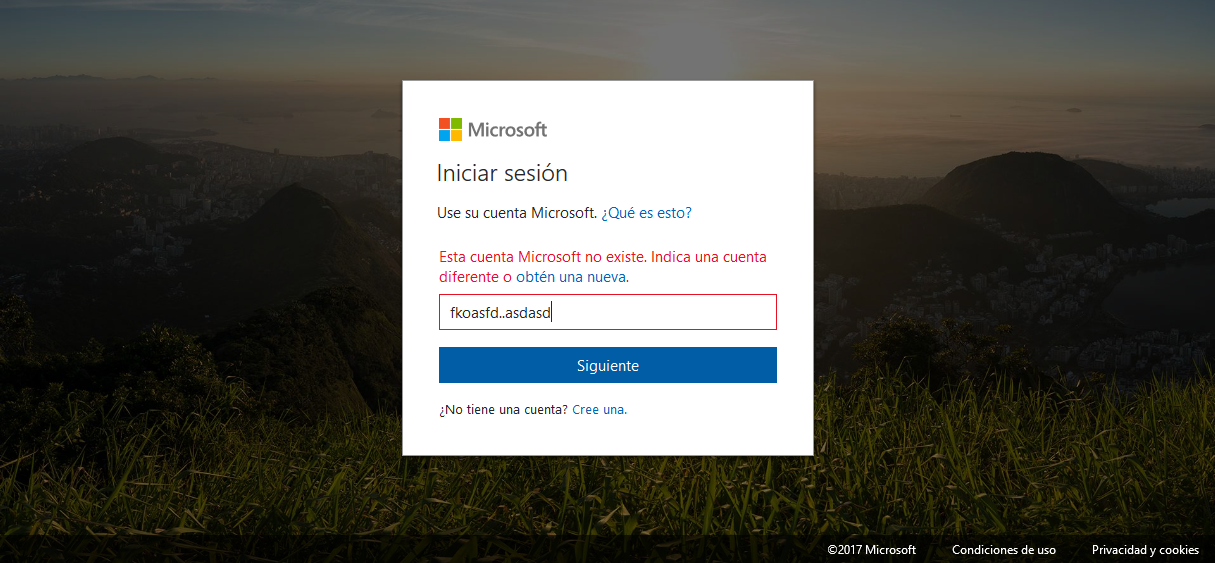 Microsoft
Iniciar sesión
Use su cuenta Microsoft. ¿Qué es esto?
Esta cuenta Microsoft no existe. Indica una cuenta
diferente o obtén una nueva.
fkoasfd..asdasd
Siguiente
¿No tiene una cuenta? Cree una.
©2017 Microsoft Condiciones de uso Privacidad y cookies